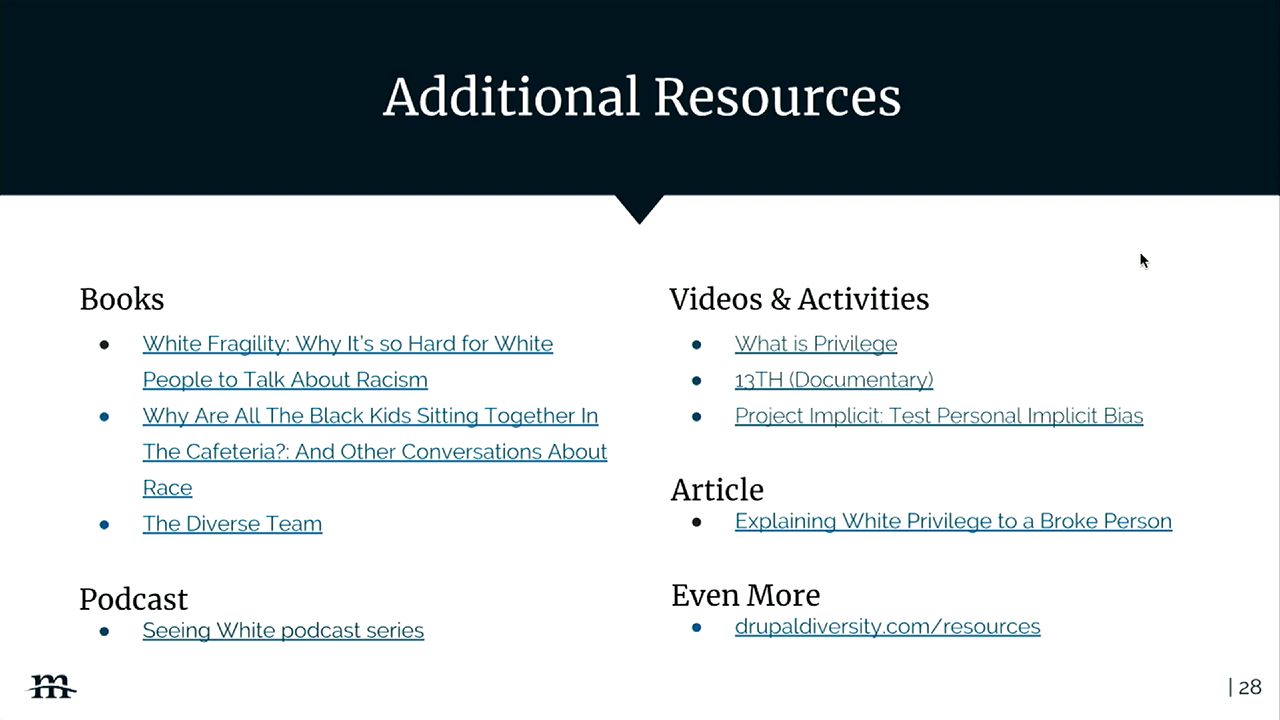 Additional Resources
Books
White Fragility: Why It's so Hard for White
People to Talk About Racism
Why Are All The Black Kids Sitting Together In
The Cafeteria?: And Other Conversations About
Race
The Diverse Team
Podcast
Seeing White podcast series
Videos & Activities
What is Privilege
13TH (Documentary)
Project Implicit: Test Personal Implicit Bias
Article
Explaining White Privilege to a Broke Person
Even More
drupaldiversity.com/resources
m
| 28